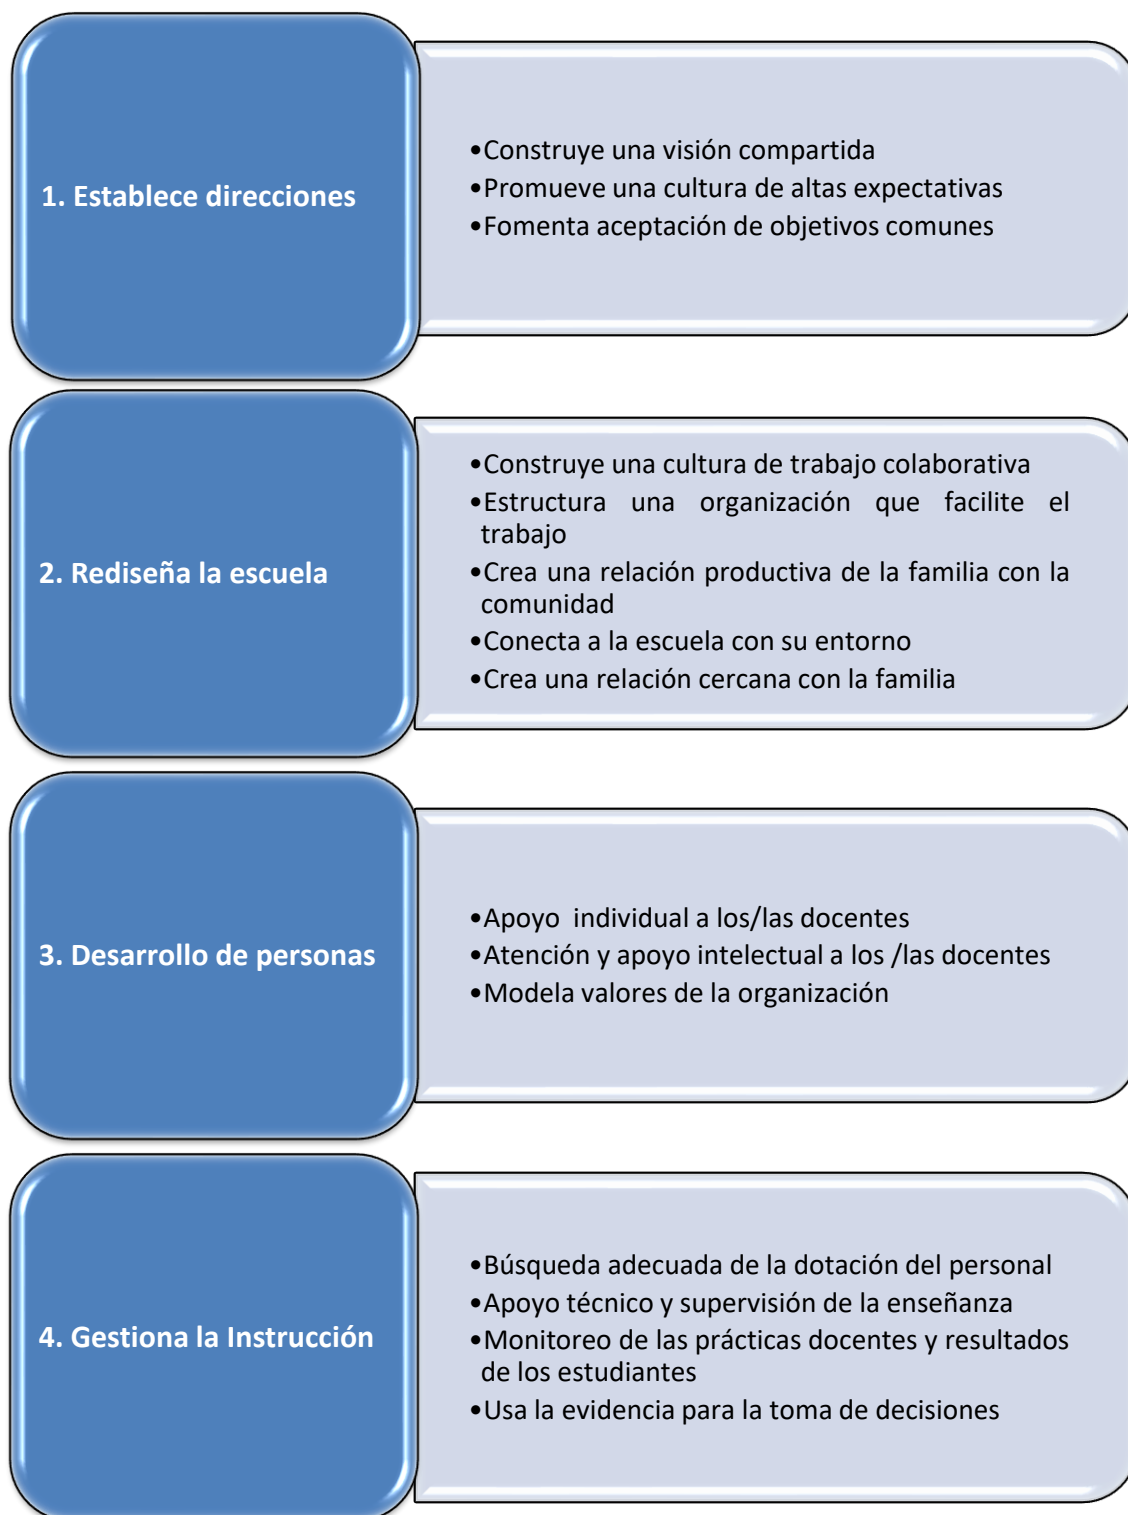 1. Establece direcciones
•Construye una visión compartida
•Promueve una cultura de altas expectativas
•Fomenta aceptación de objetivos comunes
2. Rediseña la escuela
•Construye una cultura de trabajo colaborativa
•Estructura una organización que facilite el
trabajo
•Crea una relación productiva de la familia con la
comunidad
•Conecta a la escuela con su entorno
•Crea una relación cercana con la familia
3. Desarrollo de personas
•Apoyo individual a los/las docentes
•Atención y apoyo intelectual a los /las docentes
•Modela valores de la organización
4. Gestiona la Instrucción
•Búsqueda adecuada de la dotación del personal
•Apoyo técnico y supervisión de la enseñanza
•Monitoreo de las prácticas docentes y resultados
de los estudiantes
•Usa la evidencia para la toma de decisiones